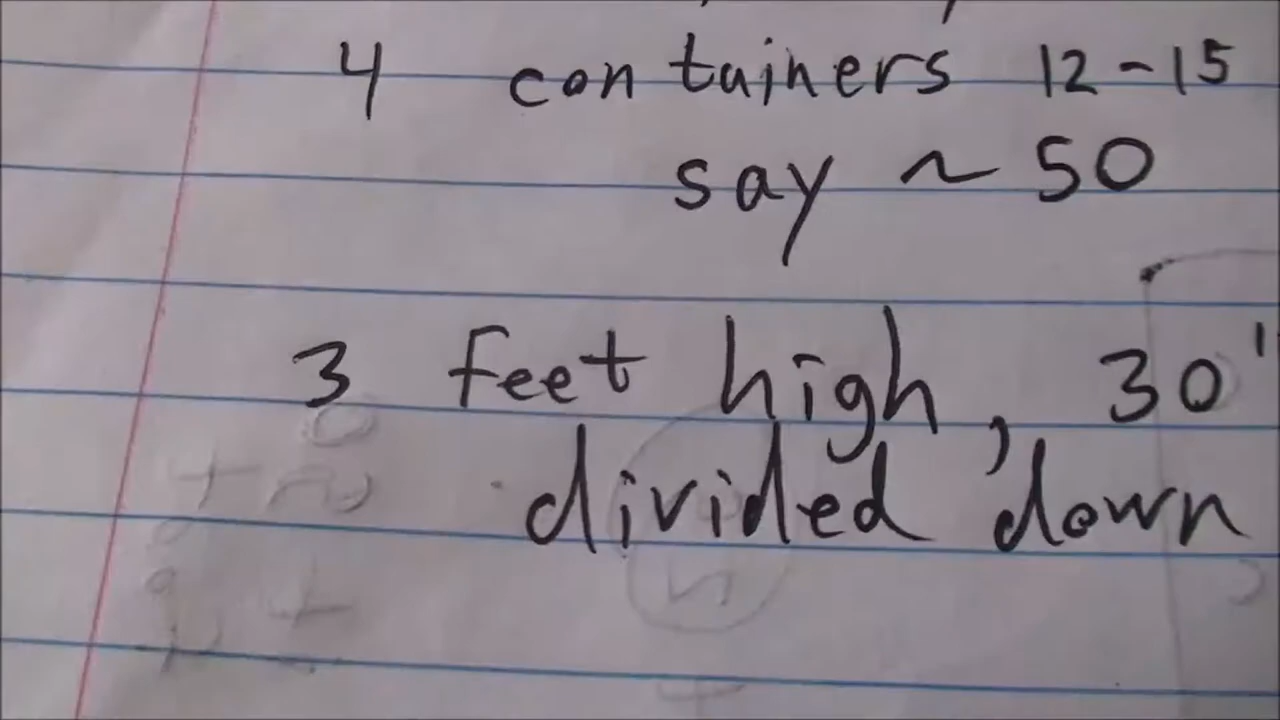 4 containers 12-15
say ~ 50
3 feet high, 30'
divided down